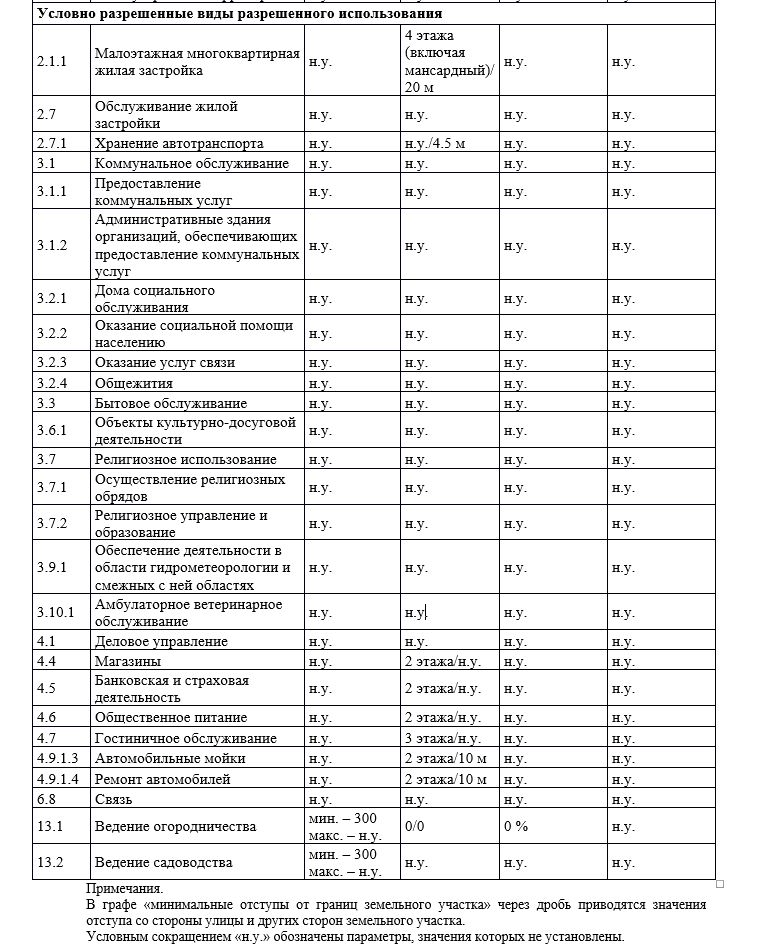 Условно разрешенные виды разрешенного использования
2.1.1 Малоэтажная многоквартирная жилая застройка н.у. 4 этажа (включая мансардный)/ 20 м н.у. н.у.
2.7 Обслуживание жилой застройки н.у. н.у. н.у. н.у.
2.7.1 Хранение автотранспорта н.у. н.у./4.5 м н.у. н.у.
3.1 Коммунальное обслуживание н.у. н.у. н.у. н.у.
3.1.1 Предоставление коммунальных услуг н.у. н.у. н.у. н.у.
3.1.2 Административные здания организаций, обеспечивающих предоставление коммунальных услуг н.у. н.у. н.у. н.у.
3.2.1 Дома социального обслуживания н.у. н.у. н.у. н.у.
3.2.2 Оказание социальной помощи населению н.у. н.у. н.у. н.у.
3.2.3 Оказание услуг связи н.у. н.у. н.у. н.у.
3.2.4 Общежития н.у. н.у. н.у. н.у.
3.3 Бытовое обслуживание н.у. н.у. н.у. н.у.
3.6.1 Объекты культурно-досуговой деятельности н.у. н.у. н.у. н.у.
3.7 Религиозное использование н.у. н.у. н.у. н.у.
3.7.1 Осуществление религиозных обрядов н.у. н.у. н.у. н.у.
3.7.2 Религиозное управление и образование н.у. н.у. н.у. н.у.
3.9.1 Обеспечение деятельности в области гидрометеорологии и смежных с ней областях н.у. н.у. н.у. н.у.
3.10.1 Амбулаторное ветеринарное обслуживание н.у. н.у. н.у. н.у.
4.1 Деловое управление н.у. н.у. н.у. н.у.
4.4 Магазины н.у. 2 этажа/н.у. н.у. н.у.
4.5 Банковская и страховая деятельность н.у. 2 этажа/н.у. н.у. н.у.
4.6 Общественное питание н.у. 2 этажа/н.у. н.у. н.у.
4.7 Гостиничное обслуживание н.у. 3 этажа/н.у. н.у. н.у.
4.9.1.3 Автомобильные мойки н.у. 2 этажа/10 м н.у. н.у.
4.9.1.4 Ремонт автомобилей н.у. 2 этажа/10 м н.у. н.у.
6.8 Связь н.у. н.у. н.у. н.у.
13.1 Ведение огородничества мин. – 300 макс. – н.у. 0/0 0 % н.у.
13.2 Ведение садоводства мин. – 300 макс. – н.у. н.у. н.у. н.у.
Примечания.
В графе «минимальные отступы от границ земельного участка» через дробь приводятся значения
отступа со стороны улицы и других сторон земельного участка.
Условным сокращением «н.у.» обозначены параметры, значения которых не установлены.